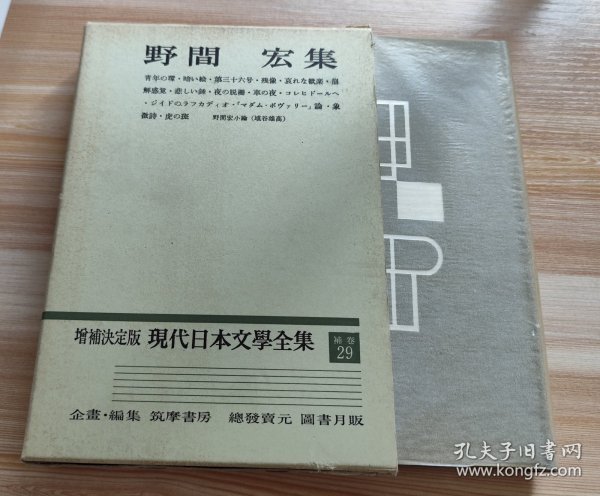 野間 宏集
青年の環・暗い絵・第三十六号・残像・哀れな歓楽・顔
解感覚・悲しい錘・夜の脱柵・車の夜・コレヒドールへ
・ジイドのラフカディオ・「マダム・ボヴァリー」論・象
徴詩・虎の斑 野間宏小論(埴谷雄高)
増補決定版 現代日本文學全集 補卷 29
企畫・編集 筑摩書房 總發賣元 圖書月販
孔夫子旧书网
www.kongfz.com